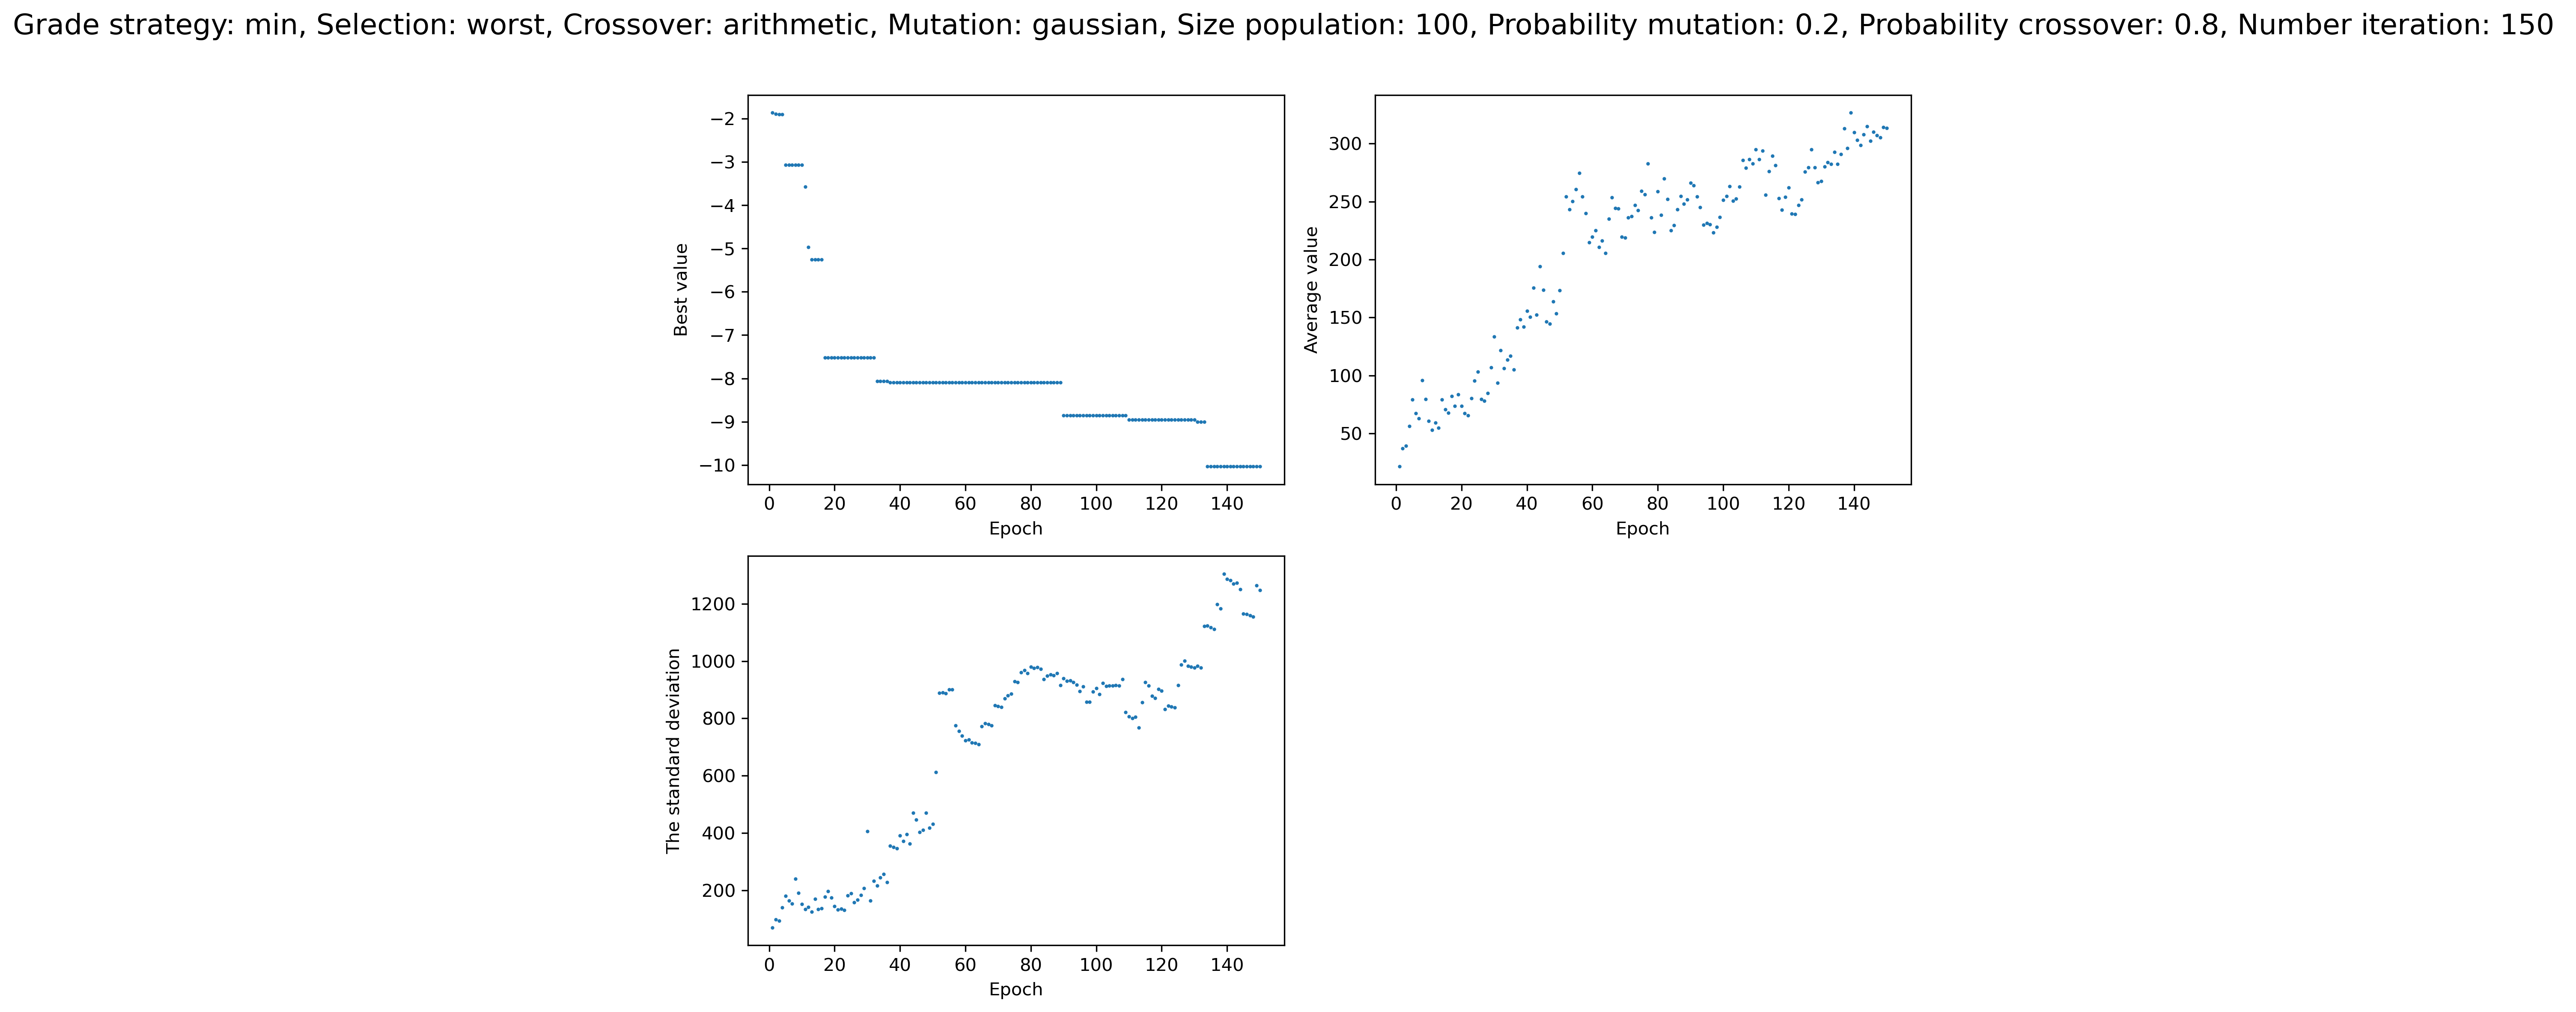 Grade strategy: min, Selection: worst, Crossover: arithmetic, Mutation: gaussian, Size population: 100, Probability mutation: 0.2, Probability crossover: 0.8, Number iteration: 150
−2
−3
−4
−5
−6
−7
−8
−9
−10
Best value
0 20 40 60 80 100 120 140
Epoch
300
250
200
150
100
50
Average value
0 20 40 60 80 100 120 140
Epoch
1200
1000
800
600
400
200
The standard deviation
0 20 40 60 80 100 120 140
Epoch